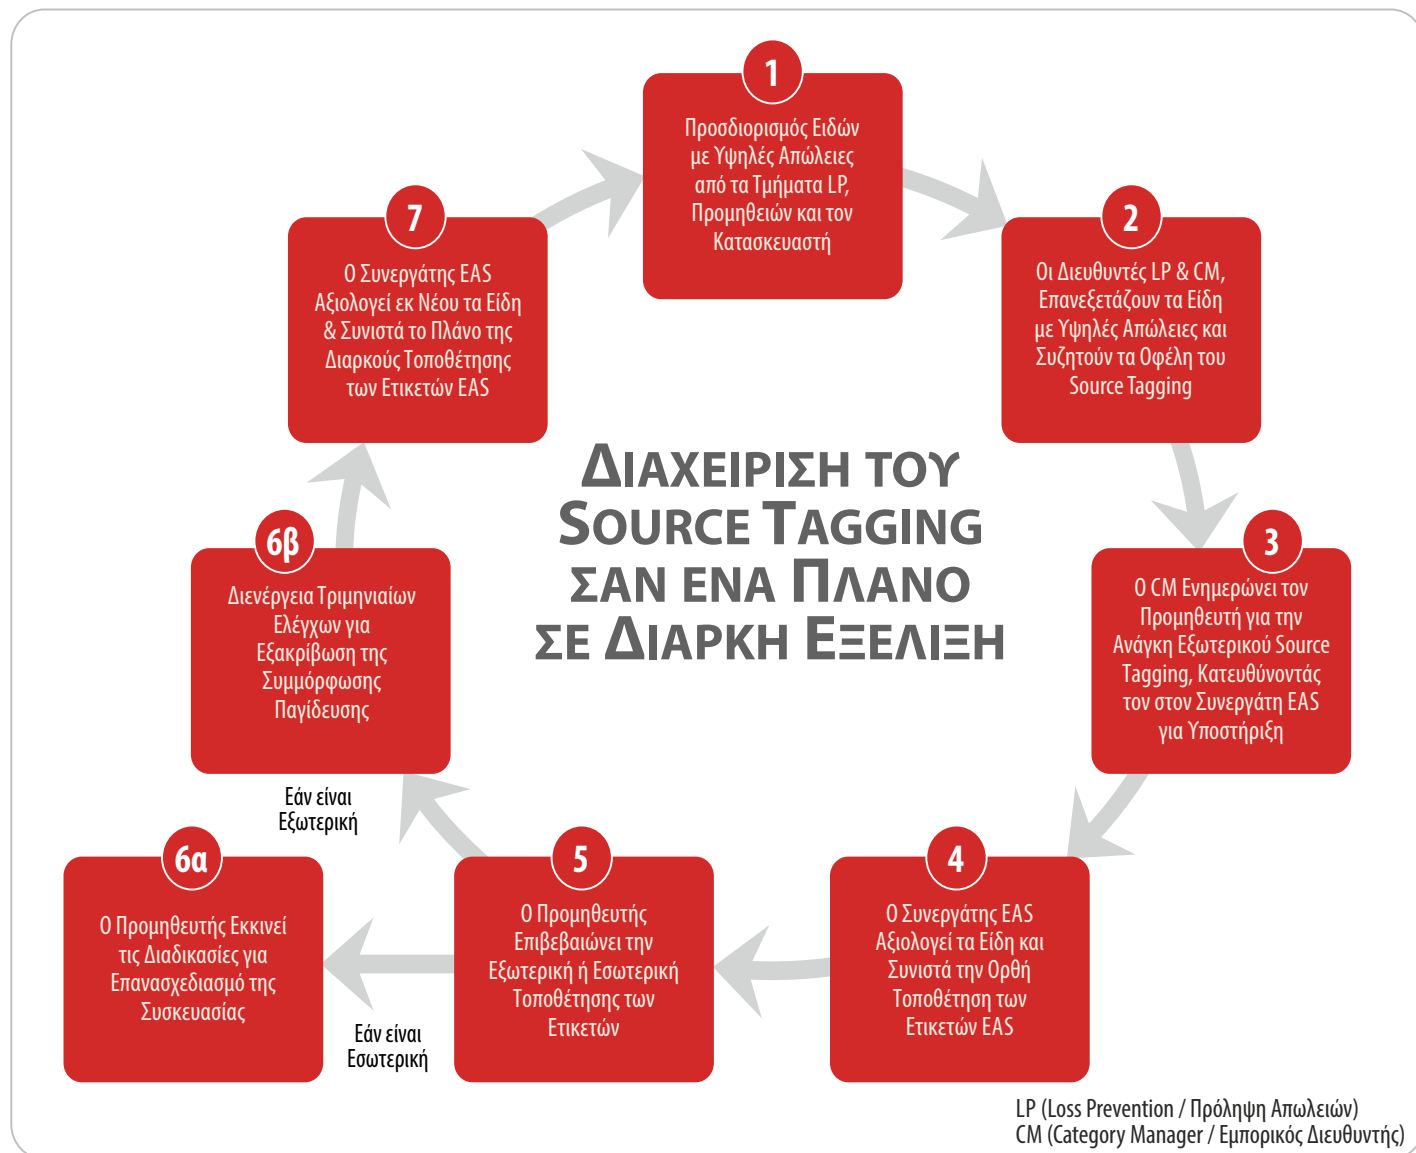 1
Προσδιορισμός Ειδών
με Υψηλές Απώλειες
από τα Τμήματα LP,
Προμηθειών και τον
Κατασκευαστή
2
Οι Διευθυντές LP & CM,
Επανεξετάζουν τα Είδη
με Υψηλές Απώλειες και
Συζητούν τα Οφέλη του
Source Tagging
3
Ο CM Ενημερώνει τον
Προμηθευτή για την
Ανάγκη Εξωτερικού Source
Tagging, Κατευθύνοντάς
τον στον Συνεργάτη EAS
για Υποστήριξη
4
Ο Συνεργάτης EAS
Αξιολογεί τα Είδη και
Συνιστά την Ορθή
Τοποθέτηση των
Ετικετών EAS
5
Ο Προμηθευτής
Επιβεβαιώνει την
Εξωτερική ή Εσωτερική
Τοποθέτησης των
Ετικετών
Εάν είναι
Εσωτερική
6α
Ο Προμηθευτής Εκκινεί
τις Διαδικασίες για
Επανασχεδιασμό της
Συσκευασίας
Εάν είναι
Εξωτερική
6β
Διενέργεια Τριμηνιαίων
Ελέγχων για
Εξακρίβωση της
Συμμόρφωσης
Παγίδευσης
7
Ο Συνεργάτης EAS
Αξιολογεί εκ Νέου τα Είδη
& Συνιστά το Πλάνο της
Διαρκούς Τοποθέτησης
των Ετικετών EAS
ΔΙΑΧΕΙΡΙΣΗ ΤΟΥ
SOURCE TAGGING
ΣΑΝ ΕΝΑ ΠΛΑΝΟ
ΣΕ ΔΙΑΡΚΗ ΕΞΕΛΙΞΗ
LP (Loss Prevention / Πρόληψη Απωλειών)
CM (Category Manager / Εμπορικός Διευθυντής)